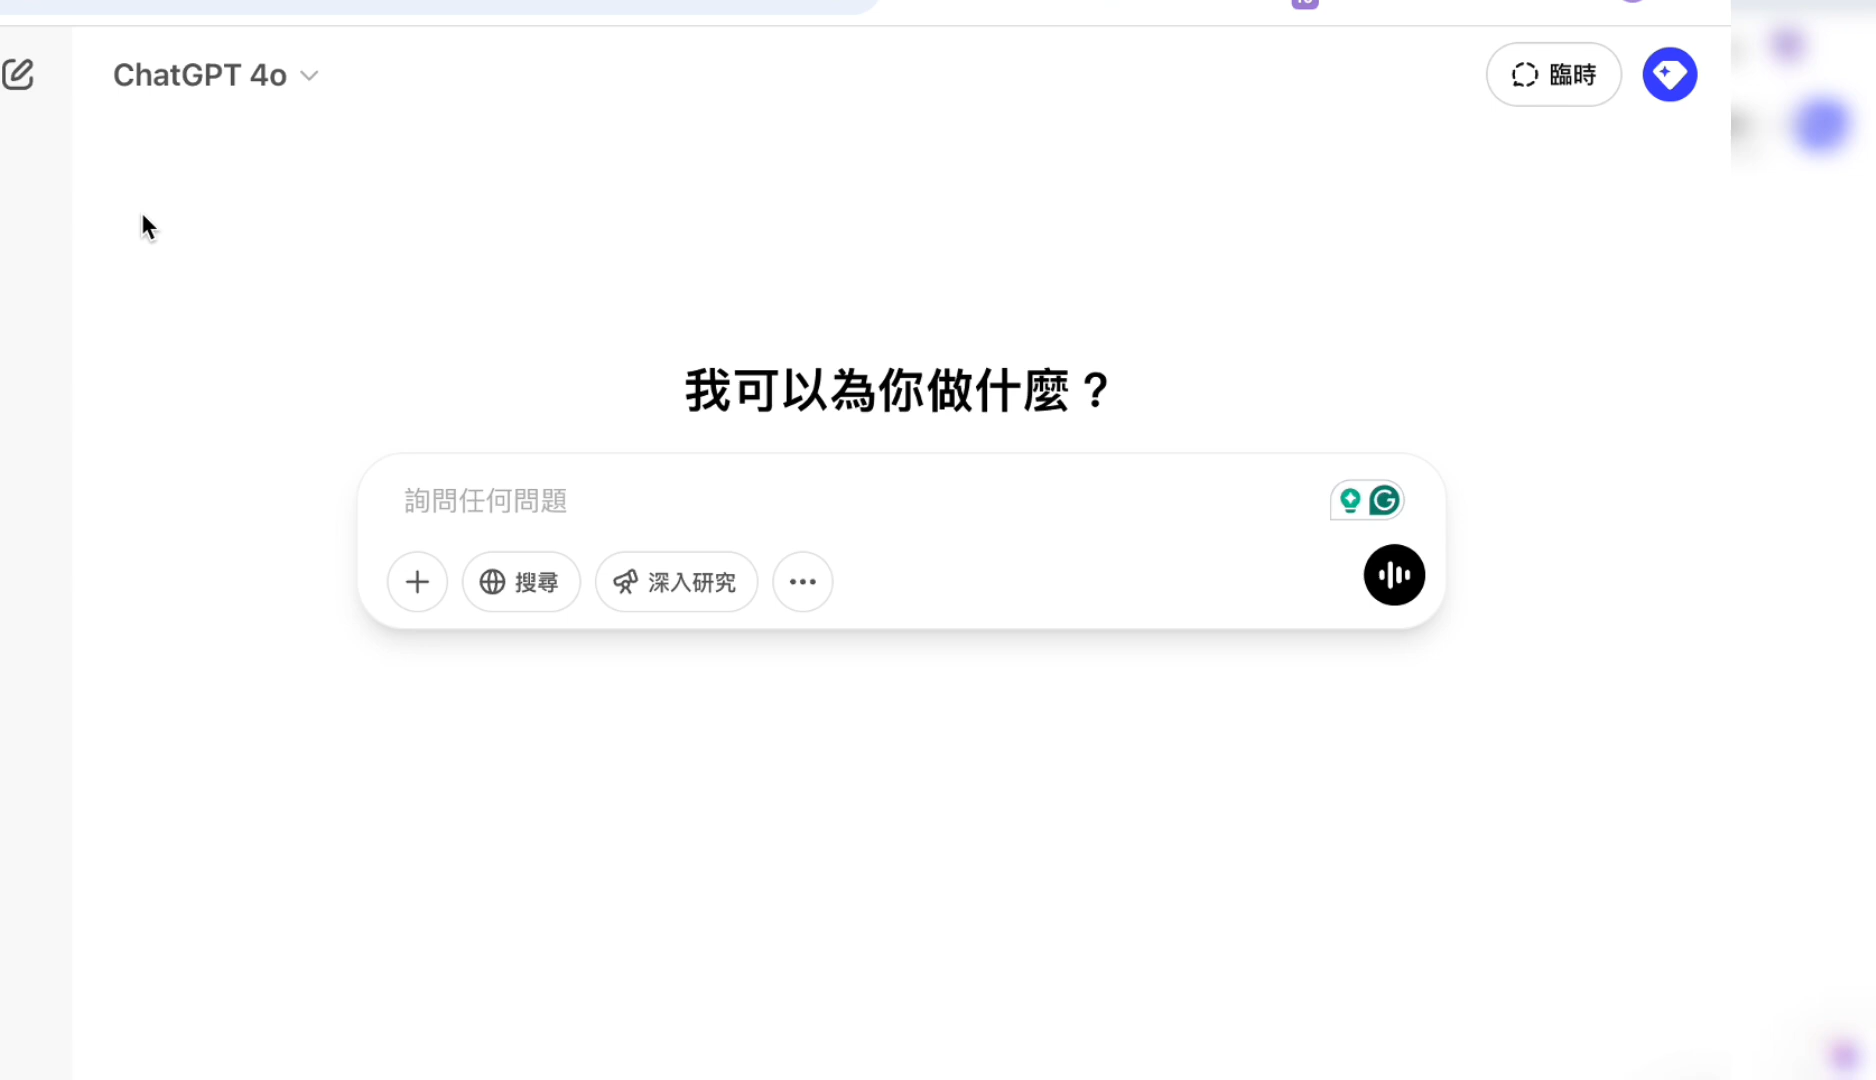 ChatGPT 4o
臨時
我可以為你做什麼？
詢問任何問題
搜尋
深入研究